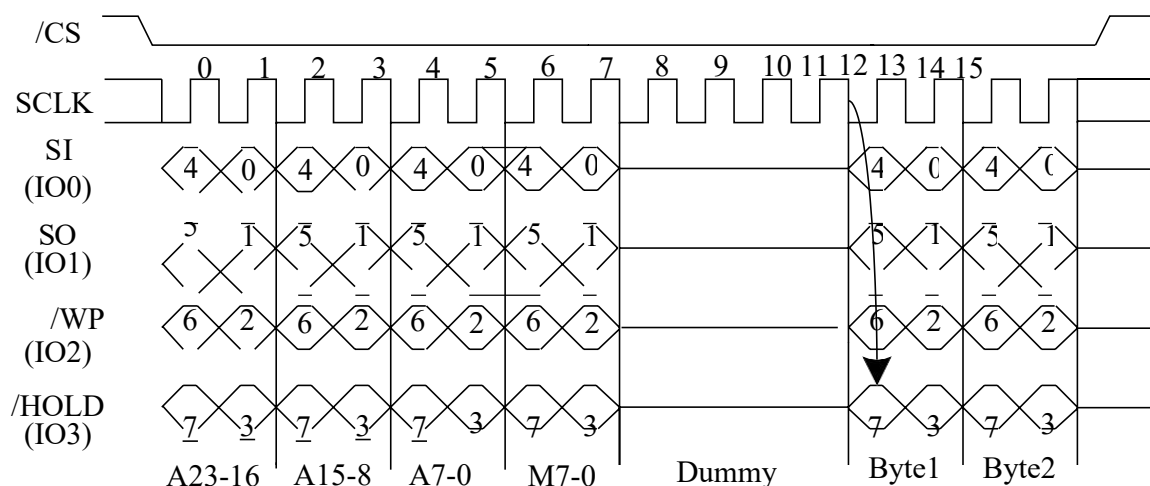 /CS
0 1 2 3 4 5 6 7 8 9 10 11 12 13 14 15
SCLK
SI
(IO0)
4 0 4 0 4 0 4 0 4 0 4 0
SO
(IO1)
5 1 5 1 5 1 5 1 5 1 5 1
/WP
(IO2)
6 2 6 2 6 2 6 2 6 2 6 2
/HOLD
(IO3)
7 3 7 3 7 3 7 3 7 3 7 3
A23-16 A15-8 A7-0 M7-0 Dummy Byte1 Byte2